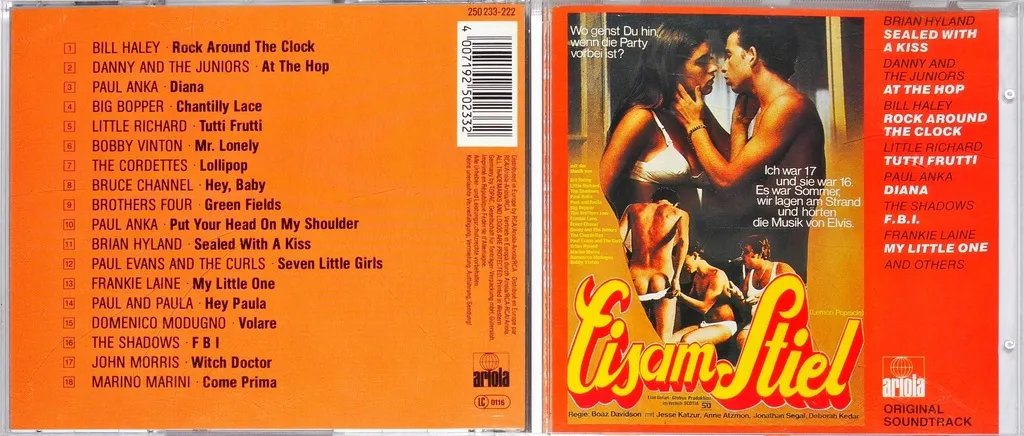 250 233-222
1 BILL HALEY · Rock Around The Clock
2 DANNY AND THE JUNIORS · At The Hop
3 PAUL ANKA · Diana
4 BIG BOPPER · Chantilly Lace
5 LITTLE RICHARD · Tutti Frutti
6 BOBBY VINTON · Mr. Lonely
7 THE CORDETTES · Lollipop
8 BRUCE CHANNEL · Hey, Baby
9 BROTHERS FOUR · Green Fields
10 PAUL ANKA · Put Your Head On My Shoulder
11 BRIAN HYLAND · Sealed With A Kiss
12 PAUL EVANS AND THE CURLS · Seven Little Girls
13 FRANKIE LAINE · My Little One
14 PAUL AND PAULA · Hey Paula
15 DOMENICO MODUGNO · Volare
16 THE SHADOWS · F B I
17 JOHN MORRIS · Witch Doctor
18 MARINO MARINI · Come Prima
4 007192 502332
ariola
LC 0116
Wo gehst Du hin,
wenn die Party
vorbei ist?
Ich war 17
und sie war 16.
Es war Sommer,
wir lagen am Strand
und hörten
die Musik von Elvis.
Eis am Stiel
(Lemon Popsicle)
Regie: Boaz Davidson mit Jesse Katzur, Anne Atzmon, Jonathan Segal, Deborah Kedar
BRIAN HYLAND
SEALED WITH
A KISS
DANNY AND
THE JUNIORS
AT THE HOP
BILL HALEY
ROCK AROUND
THE CLOCK
LITTLE RICHARD
TUTTI FRUTTI
PAUL ANKA
DIANA
THE SHADOWS
F.B.I.
FRANKIE LAINE
MY LITTLE ONE
AND OTHERS
ariola
ORIGINAL
SOUNDTRACK